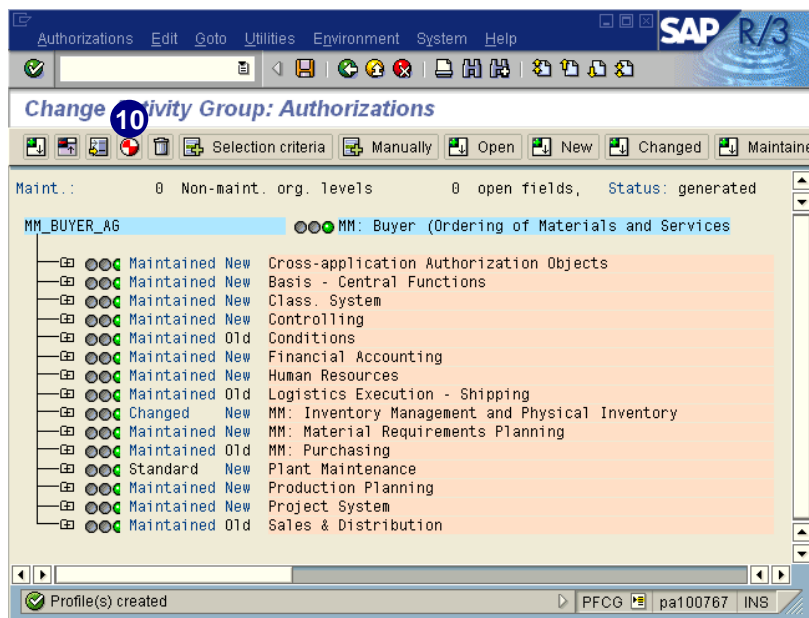 Authorizations Edit Goto Utilities Environment System Help
SAP R/3
Change tivity Group: Authorizations
10
Selection criteria Manually Open New Changed Maintaine
Maint.: 0 Non-maint. org. levels 0 open fields, Status: generated
MM_BUYER_AG MM: Buyer (Ordering of Materials and Services
Maintained New Cross-application Authorization Objects
Maintained New Basis - Central Functions
Maintained New Class. System
Maintained New Controlling
Maintained Old Conditions
Maintained New Financial Accounting
Maintained New Human Resources
Maintained Old Logistics Execution - Shipping
Changed New MM: Inventory Management and Physical Inventory
Maintained New MM: Material Requirements Planning
Maintained Old MM: Purchasing
Standard New Plant Maintenance
Maintained New Production Planning
Maintained New Project System
Maintained Old Sales & Distribution
Profile(s) created PFCG pa100767 INS